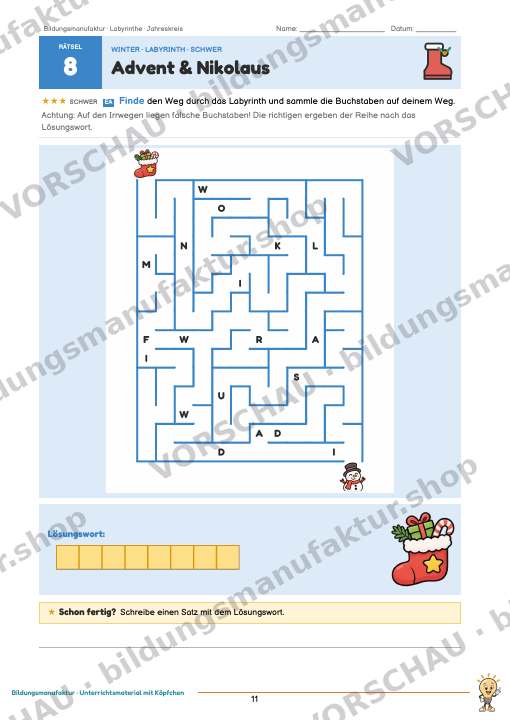 Bildungsmanufaktur · Labyrinthe · Jahreskreis Name: Datum:
RÄTSEL
8
WINTER · LABYRINTH · SCHWER
Advent & Nikolaus
★★★ SCHWER EA Finde den Weg durch das Labyrinth und sammle die Buchstaben auf deinem Weg.
Achtung: Auf den Irrwegen liegen falsche Buchstaben! Die richtigen ergeben der Reihe nach das
Lösungswort.
W
O
N K L
M
I
F W R A
I
S
U
W
A D
D I
Lösungswort:
★ Schon fertig? Schreibe einen Satz mit dem Lösungswort.
Bildungsmanufaktur · Unterrichtsmaterial mit Köpfchen
11
VORSCHAU · bildungsmanufaktur.shop